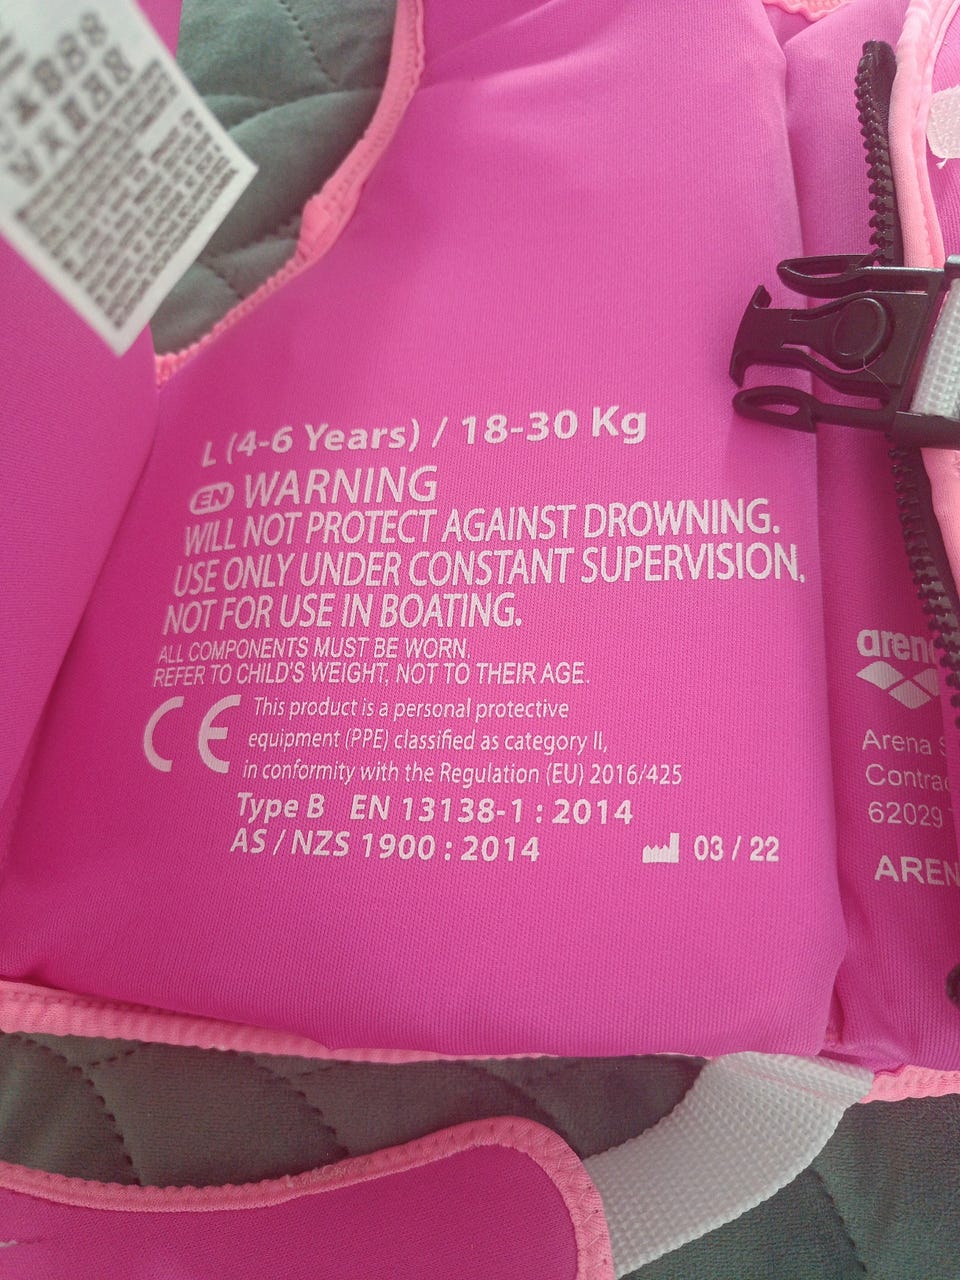 L (4-6 Years) / 18-30 Kg
EN WARNING
WILL NOT PROTECT AGAINST DROWNING.
USE ONLY UNDER CONSTANT SUPERVISION.
NOT FOR USE IN BOATING.
ALL COMPONENTS MUST BE WORN.
REFER TO CHILD'S WEIGHT, NOT TO THEIR AGE.
CE This product is a personal protective
equipment (PPE) classified as category II,
in conformity with the Regulation (EU) 2016/425
Type B EN 13138-1 : 2014
AS / NZS 1900 : 2014
03 / 22
arena
Arena
62029